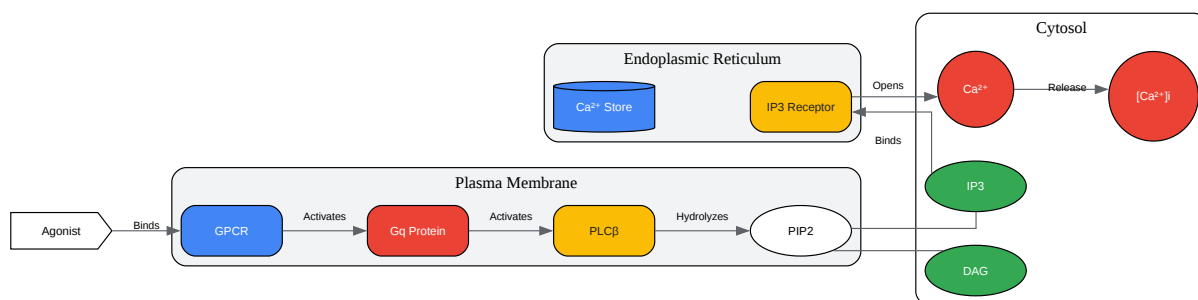 Cytosol
Endoplasmic Reticulum
Ca²⁺ Store
IP3 Receptor
Opens
Ca²⁺
Release
[Ca²⁺]i
Binds
IP3
Plasma Membrane
Agonist
Binds
GPCR
Activates
Gq Protein
Activates
PLCβ
Hydrolyzes
PIP2
DAG